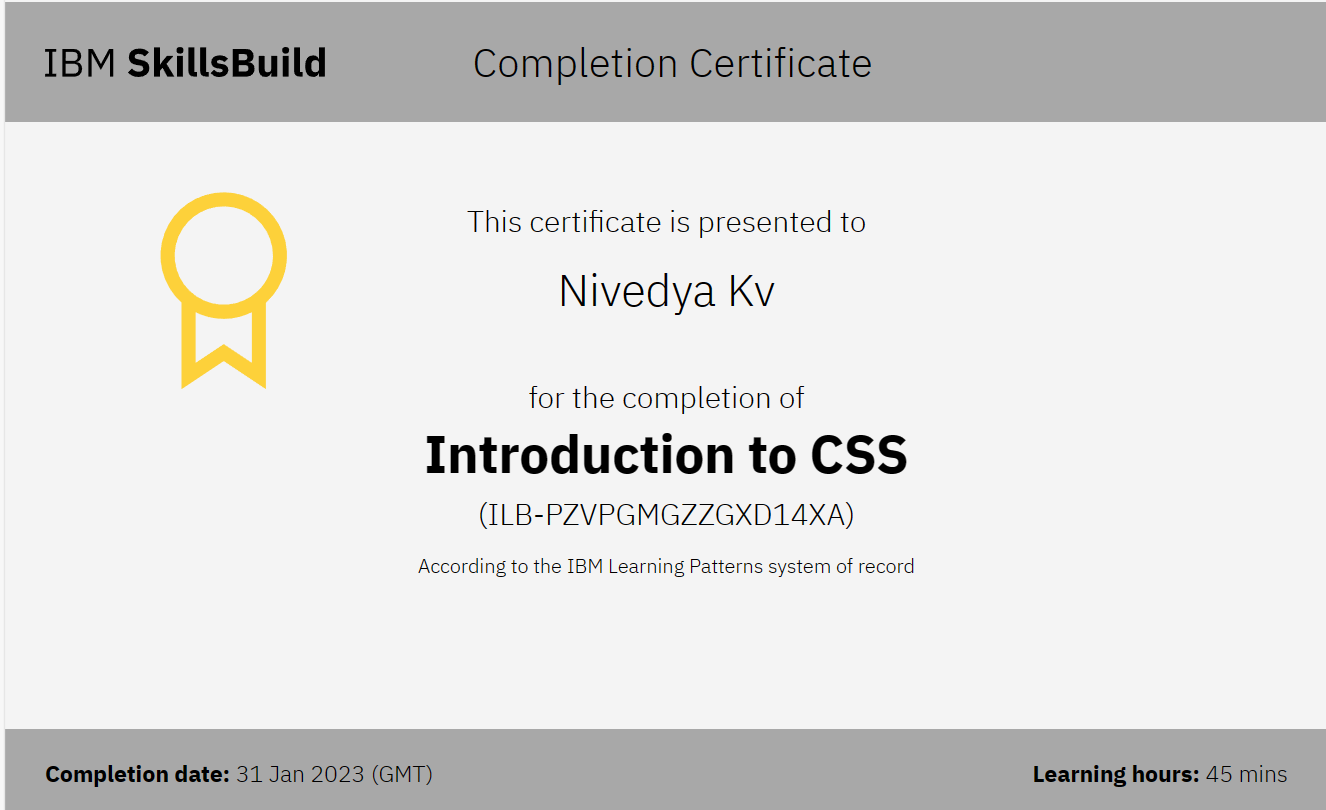 IBM SkillsBuild
Completion Certificate
This certificate is presented to
Nivedya Kv
for the completion of
Introduction to CSS
(ILB-PZVPGMGZZGXD14XA)
According to the IBM Learning Patterns system of record
Completion date: 31 Jan 2023 (GMT)
Learning hours: 45 mins